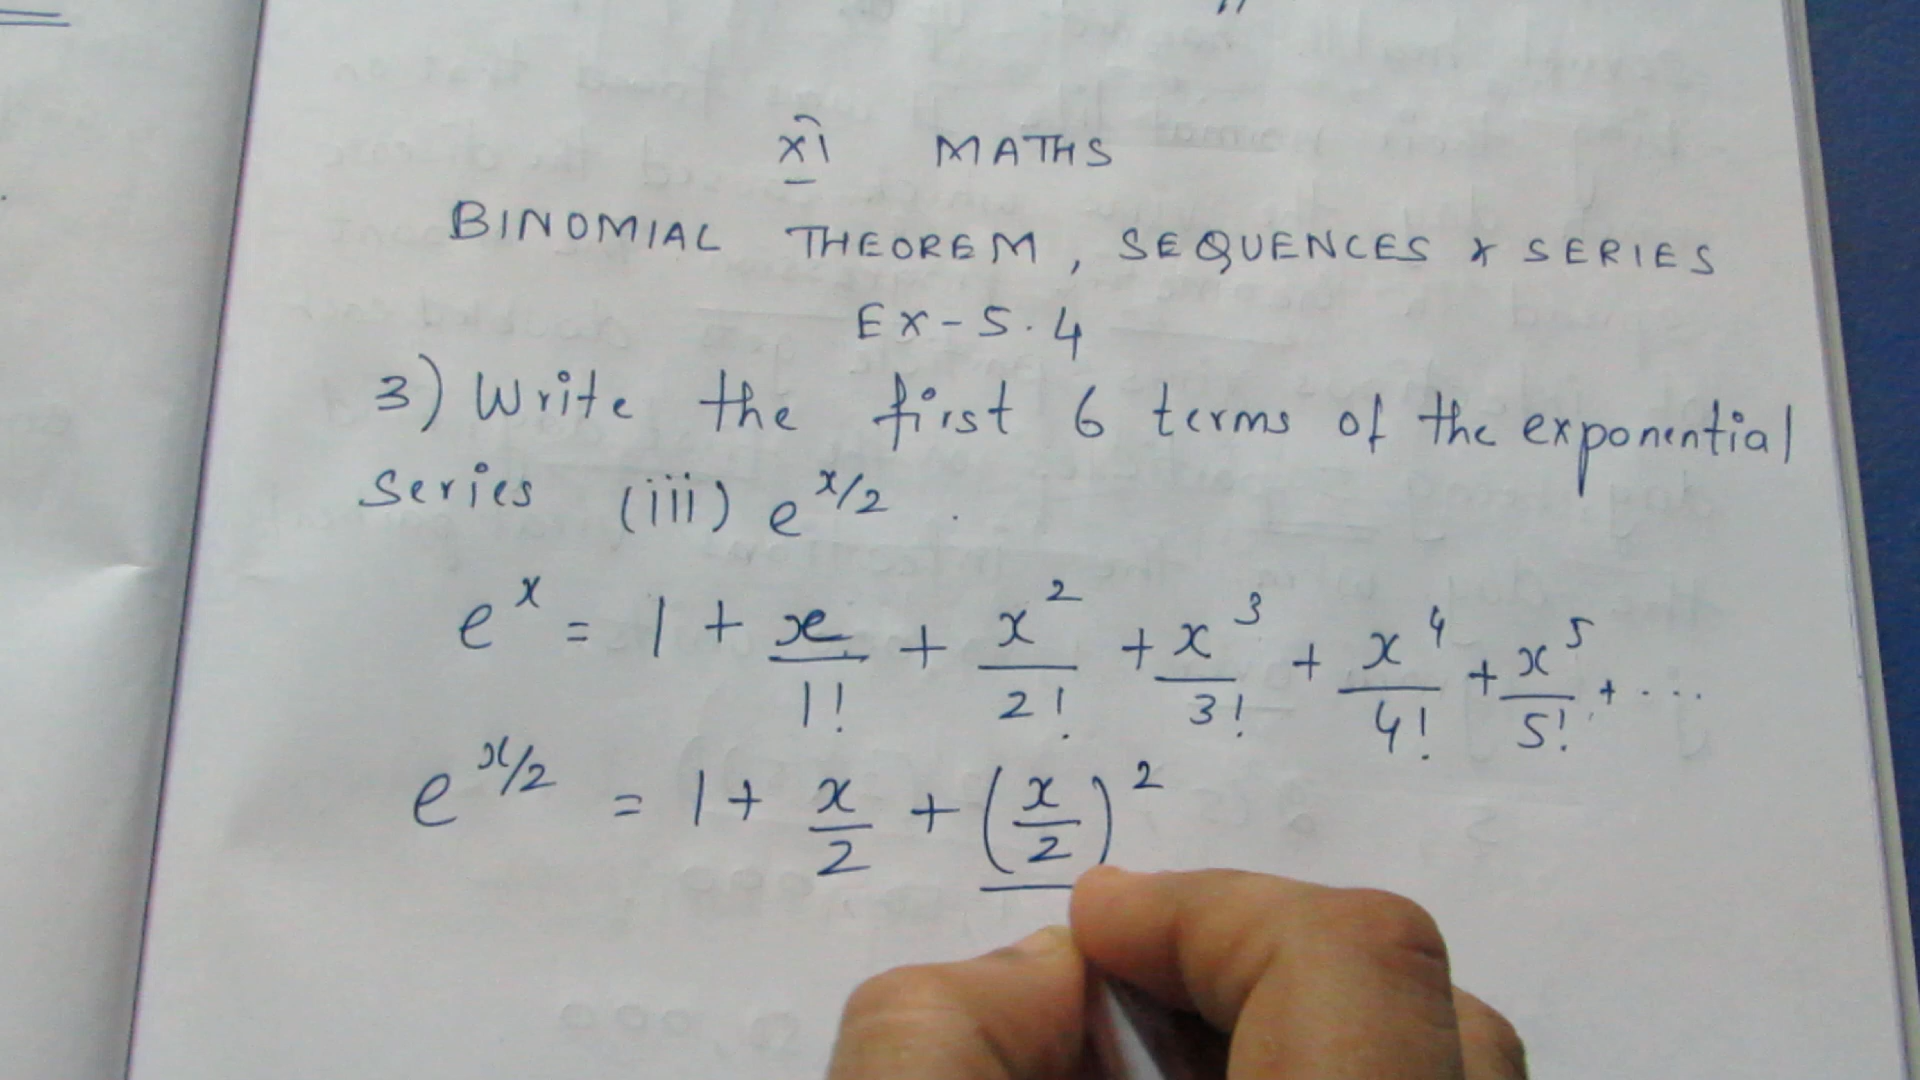 XI MATHS
BINOMIAL THEOREM, SEQUENCES & SERIES
EX-5.4
3) Write the first 6 terms of the exponential
series (iii) e^x/2.
e^x = 1 + x/1! + x^2/2! + x^3/3! + x^4/4! + x^5/5! + ...
e^x/2 = 1 + x/2 + (x/2)^2